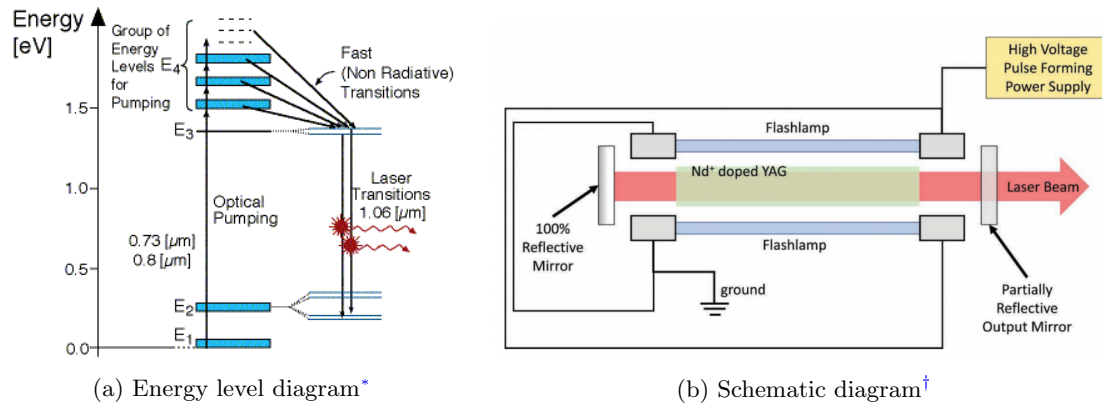 Energy
[eV]
Group of
Energy
Levels
for
Pumping
E4
Fast
(Non Radiative)
Transitions
1.5
E3
1.0
Optical
Pumping
Laser
Transitions
1.06 [µm]
0.73 [µm]
0.8 [µm]
0.5
E2
E1
0.0
(a) Energy level diagram*
High Voltage
Pulse Forming
Power Supply
Flashlamp
Nd+ doped YAG
Laser Beam
100%
Reflective
Mirror
Flashlamp
ground
Partially
Reflective
Output Mirror
(b) Schematic diagram†